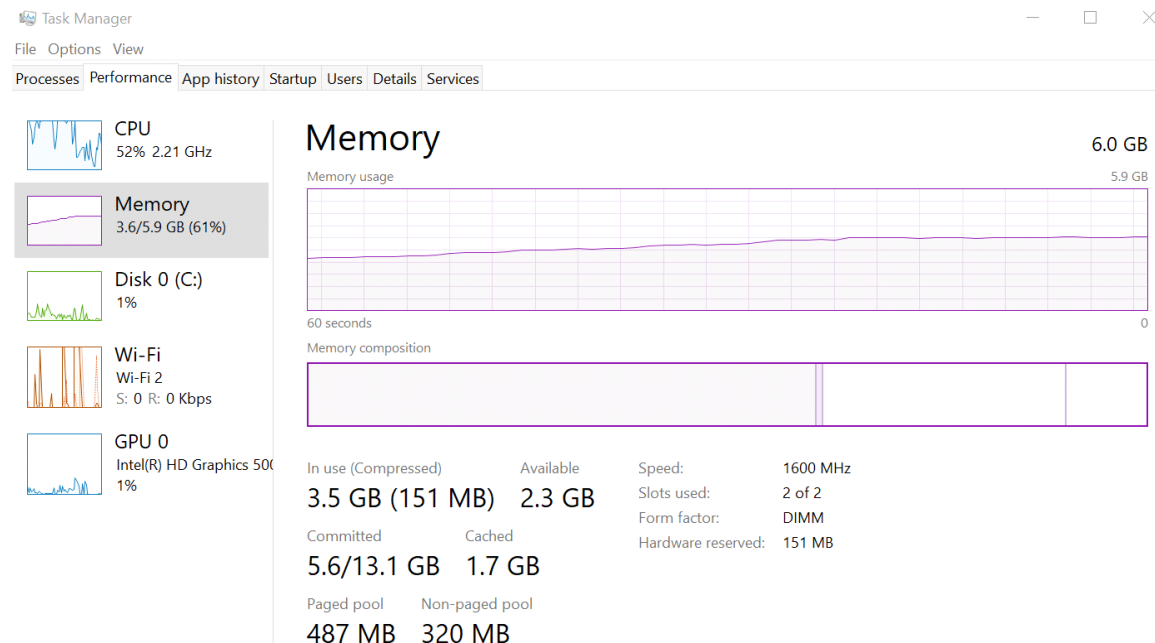 Task Manager
File Options View
Processes Performance App history Startup Users Details Services
CPU
52% 2.21 GHz
Memory
3.6/5.9 GB (61%)
Disk 0 (C:)
1%
Wi-Fi
Wi-Fi 2
S: 0 R: 0 Kbps
GPU 0
Intel(R) HD Graphics 500
1%
Memory
6.0 GB
Memory usage
5.9 GB
60 seconds
0
Memory composition
In use (Compressed)
3.5 GB (151 MB)
Available
2.3 GB
Committed
5.6/13.1 GB
Cached
1.7 GB
Paged pool
487 MB
Non-paged pool
320 MB
Speed: 1600 MHz
Slots used: 2 of 2
Form factor: DIMM
Hardware reserved: 151 MB